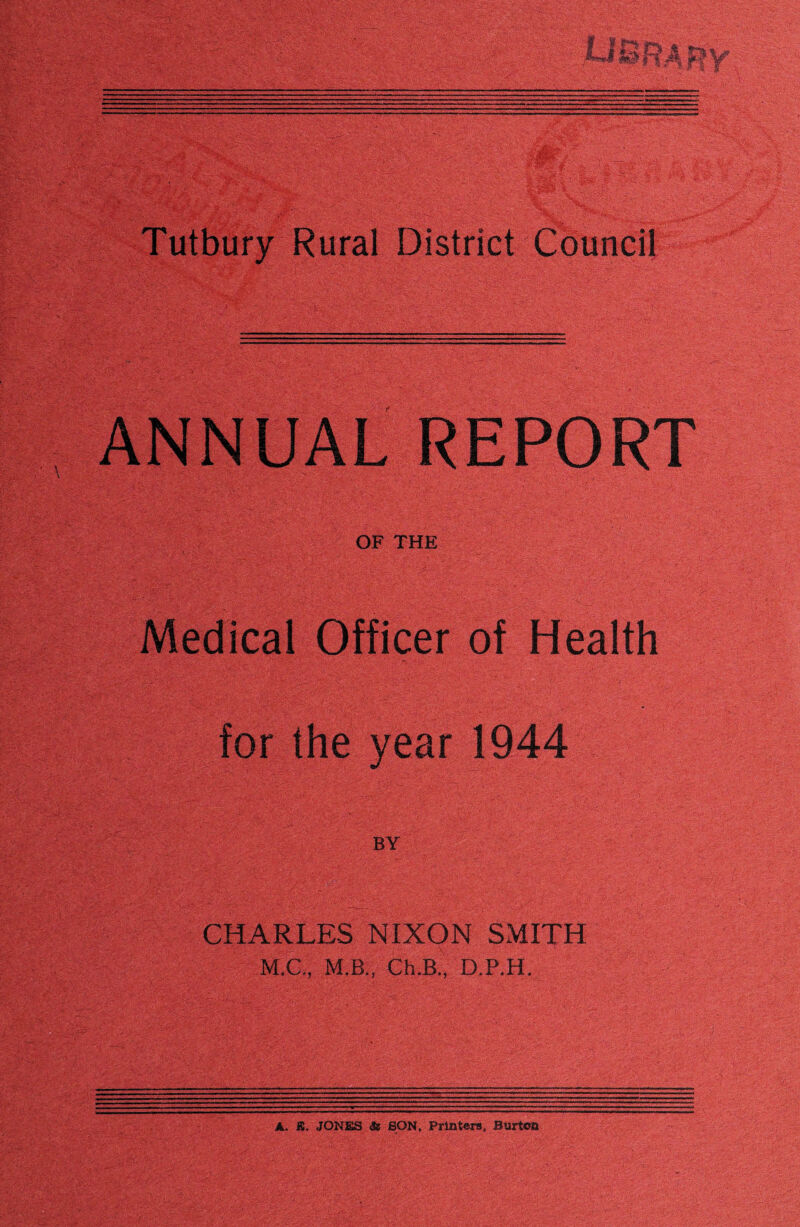 LIBRARY
LIBRARY
Tutbury Rural District Council
ANNUAL REPORT
OF THE
Medical Officer of Health
for the year 1944
BY
CHARLES NIXON SMITH
M.C., M.B., Ch.B., D.P.H.
A. E. JONES & SON, Printers, Burton